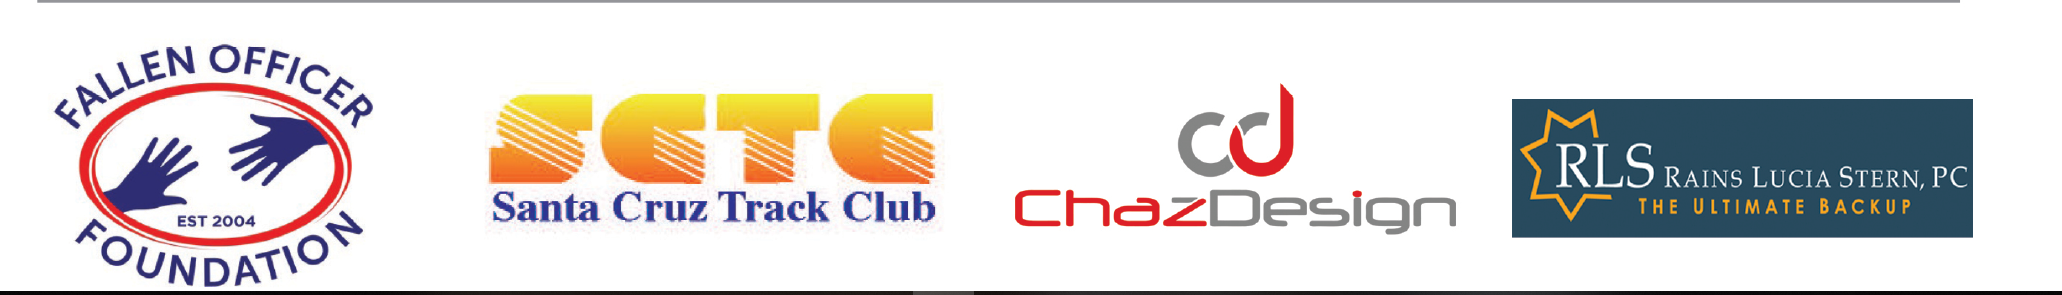 FALLEN OFFICER
EST 2004
FOUNDATION
SCTC
Santa Cruz Track Club
cd
ChazDesign
RLS RAINS LUCIA STERN, PC
THE ULTIMATE BACKUP